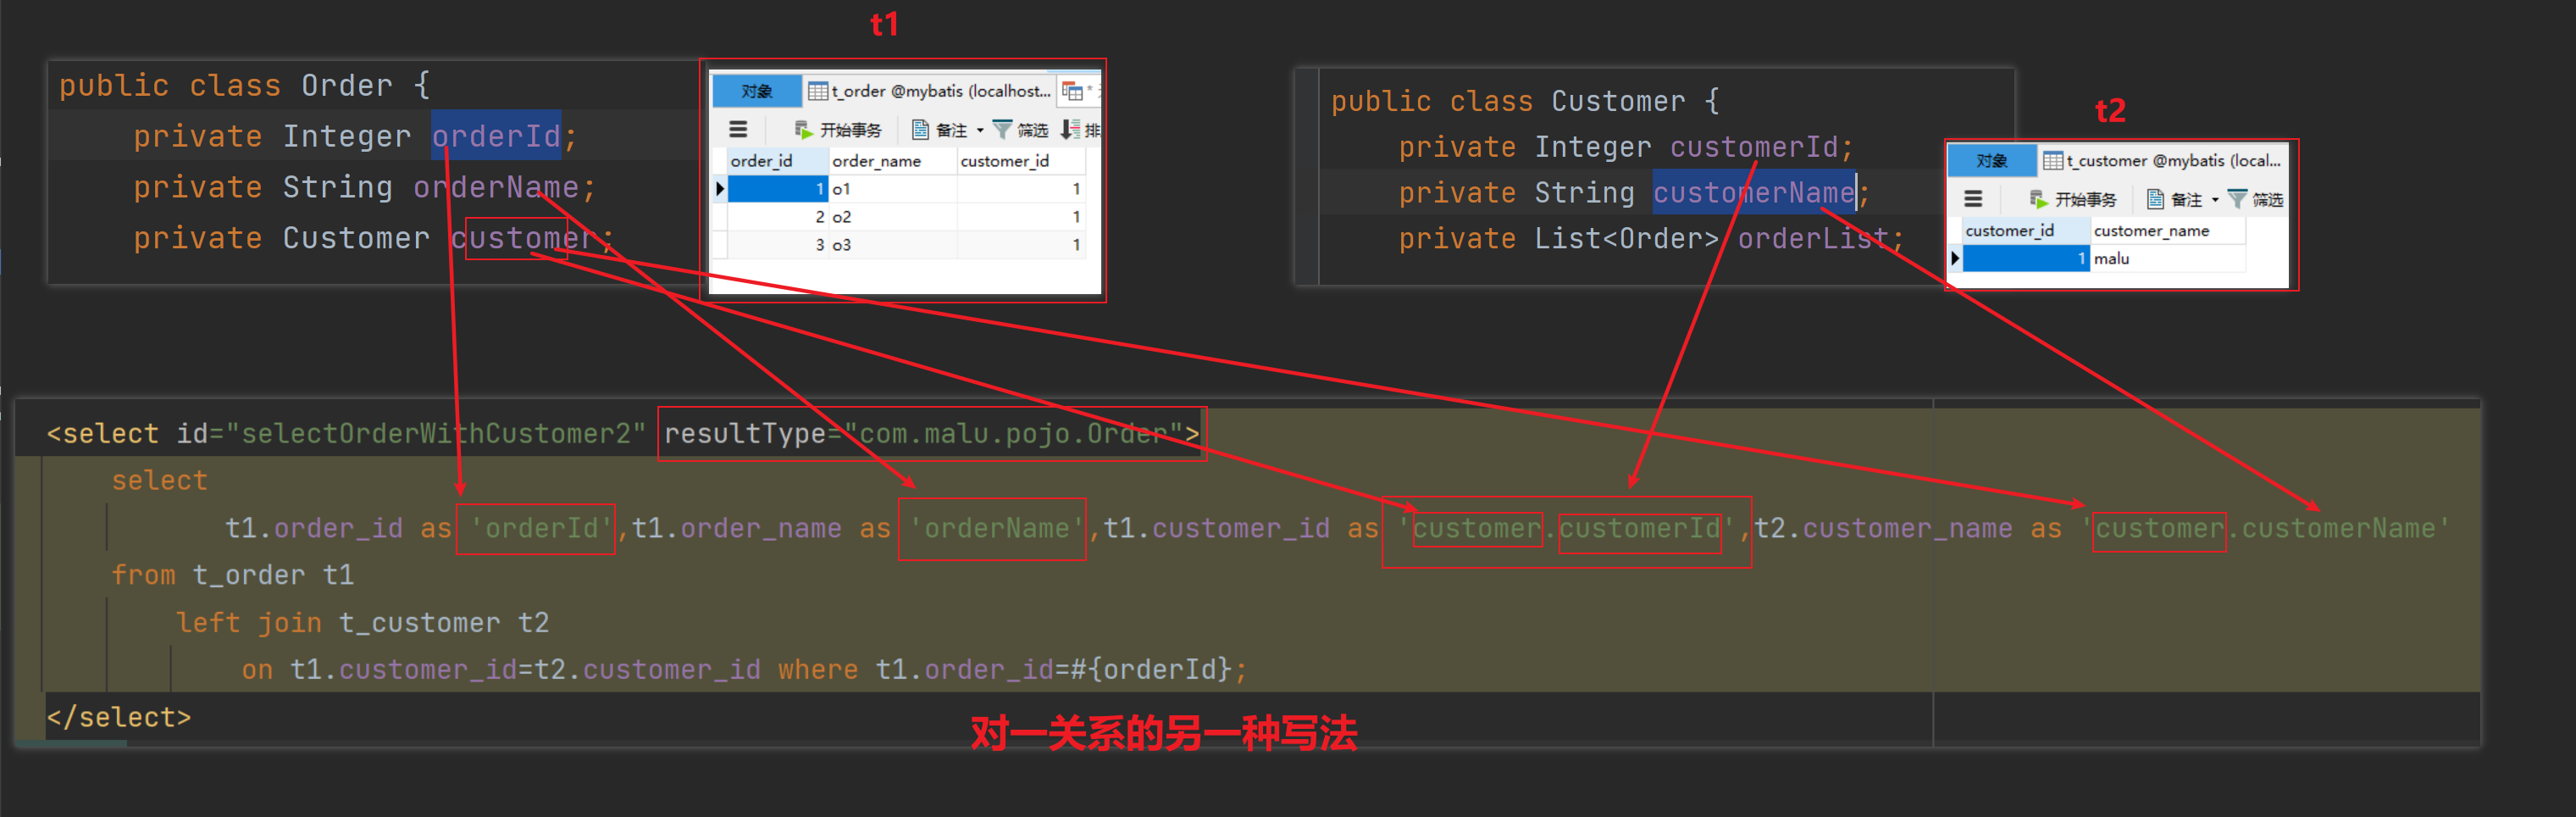 t1
public class Order {
private Integer orderId;
private String orderName;
private Customer customer;
对象 t_order @mybatis (localhost... *
开始事务 备注 筛选 排
order_id order_name customer_id
1 o1 1
2 o2 1
3 o3 1
public class Customer {
private Integer customerId;
private String customerName;
private List<Order> orderList;
t2
对象 t_customer @mybatis (local...
开始事务 备注 筛选
customer_id customer_name
1 malu
<select id="selectOrderWithCustomer2" resultType="com.malu.pojo.Order">
select
t1.order_id as 'orderId',t1.order_name as 'orderName',t1.customer_id as 'customer.customerId',t2.customer_name as 'customer.customerName'
from t_order t1
left join t_customer t2
on t1.customer_id=t2.customer_id where t1.order_id=#{orderId};
</select>
对一关系的另一种写法